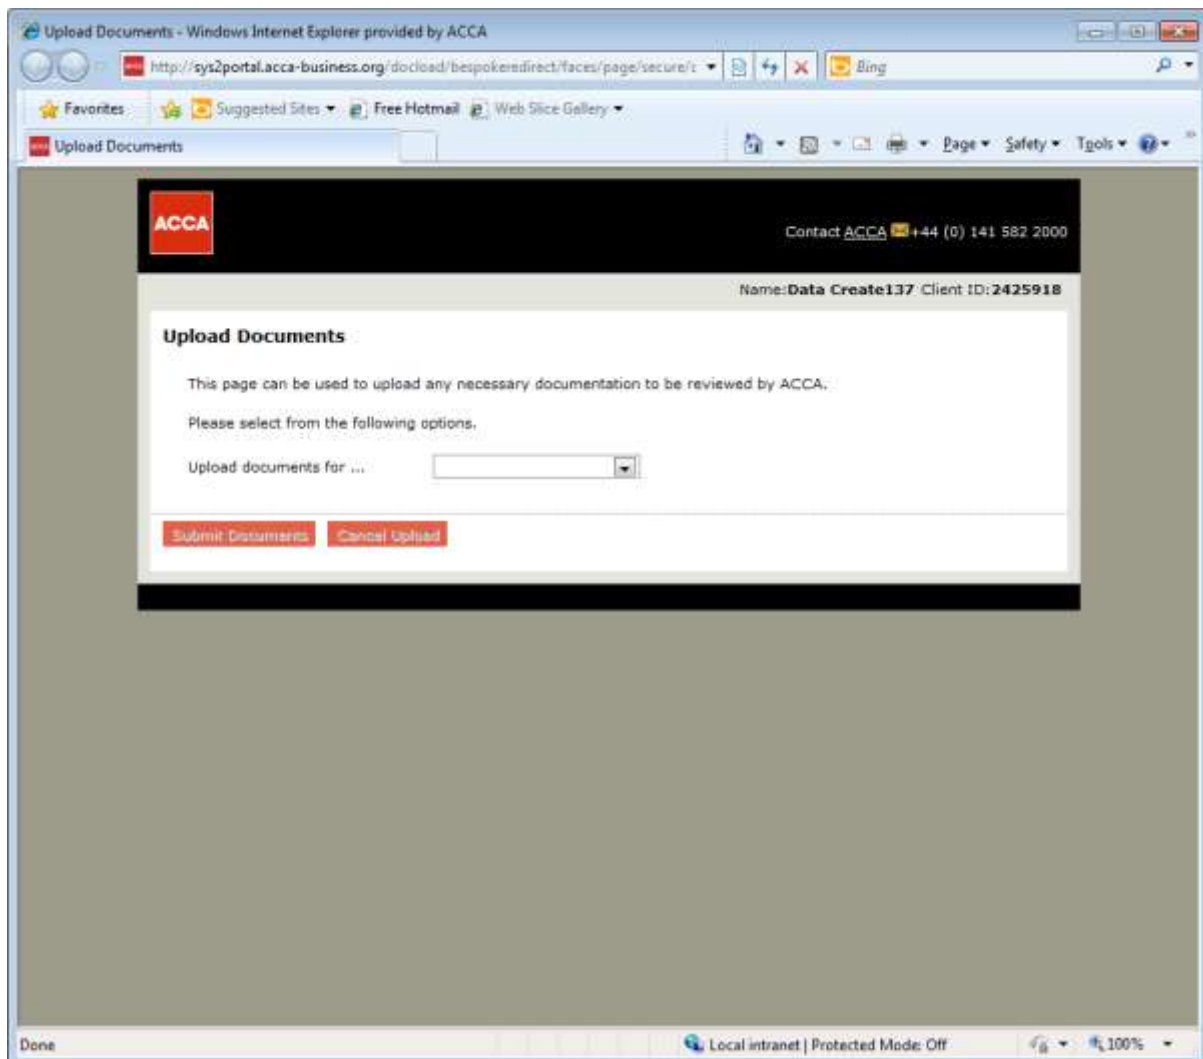 Upload Documents - Windows Internet Explorer provided by ACCA
http://sys2portal.acca-business.org/docload/bespokeredirect/faces/page/secure/c
Bing
Favorites Suggested Sites Free Hotmail Web Slice Gallery
Upload Documents
Page Safety Tools
ACCA
Contact ACCA +44 (0) 141 582 2000
Name:Data Create137 Client ID:2425918
Upload Documents
This page can be used to upload any necessary documentation to be reviewed by ACCA.
Please select from the following options.
Upload documents for ...
Submit Documents Cancel Upload
Done Local intranet | Protected Mode: Off 100%